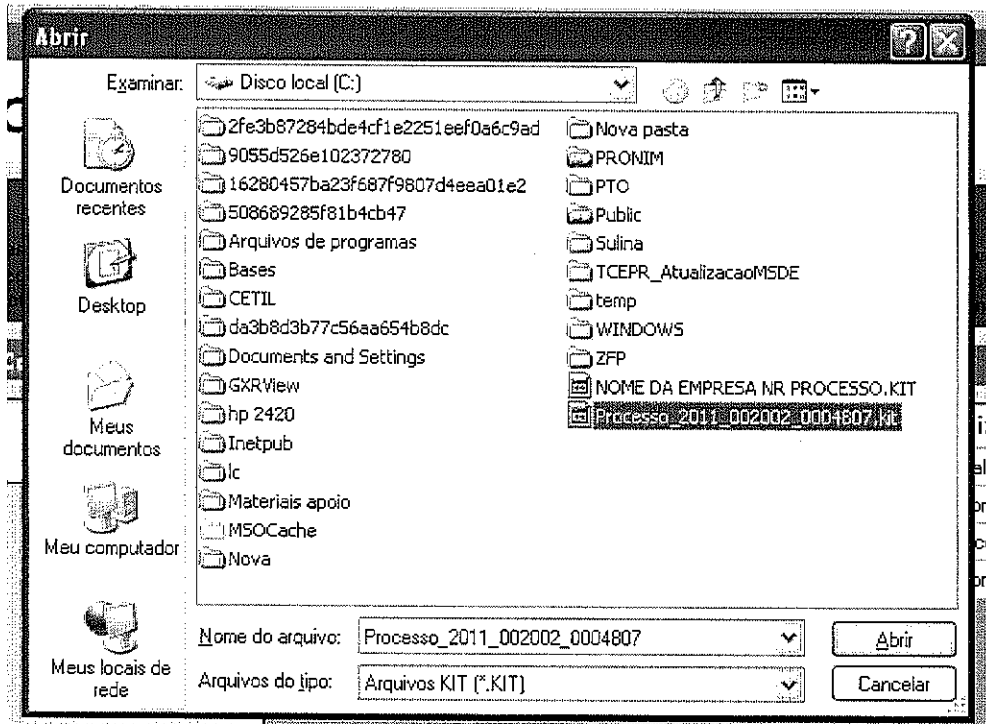 Abrir
Examinar:
Disco local (C:)
Documentos
recentes
Desktop
Meus
documentos
Meu computador
Meus locais de
rede
2fe3b87284bde4cf1e2251eef0a6c9ad
9055d526e102372780
16280457ba23f687f9807d4eea01e2
508689285f81b4cb47
Arquivos de programas
Bases
CETIL
da3b8d3b77c56aa654b8dc
Documents and Settings
GXRView
hp 2420
Inetpub
lc
Materiais apoio
MSOCache
Nova
Nova pasta
PRONIM
PTO
Public
Sulina
TCEPR_AtualizacaoMSDE
temp
WINDOWS
ZFP
NOME DA EMPRESA NR PROCESSO.KIT
Processo_2011_002002_0004807.kit
Nome do arquivo:
Processo_2011_002002_0004807
Abrir
Arquivos do tipo:
Arquivos KIT (*.KIT)
Cancelar